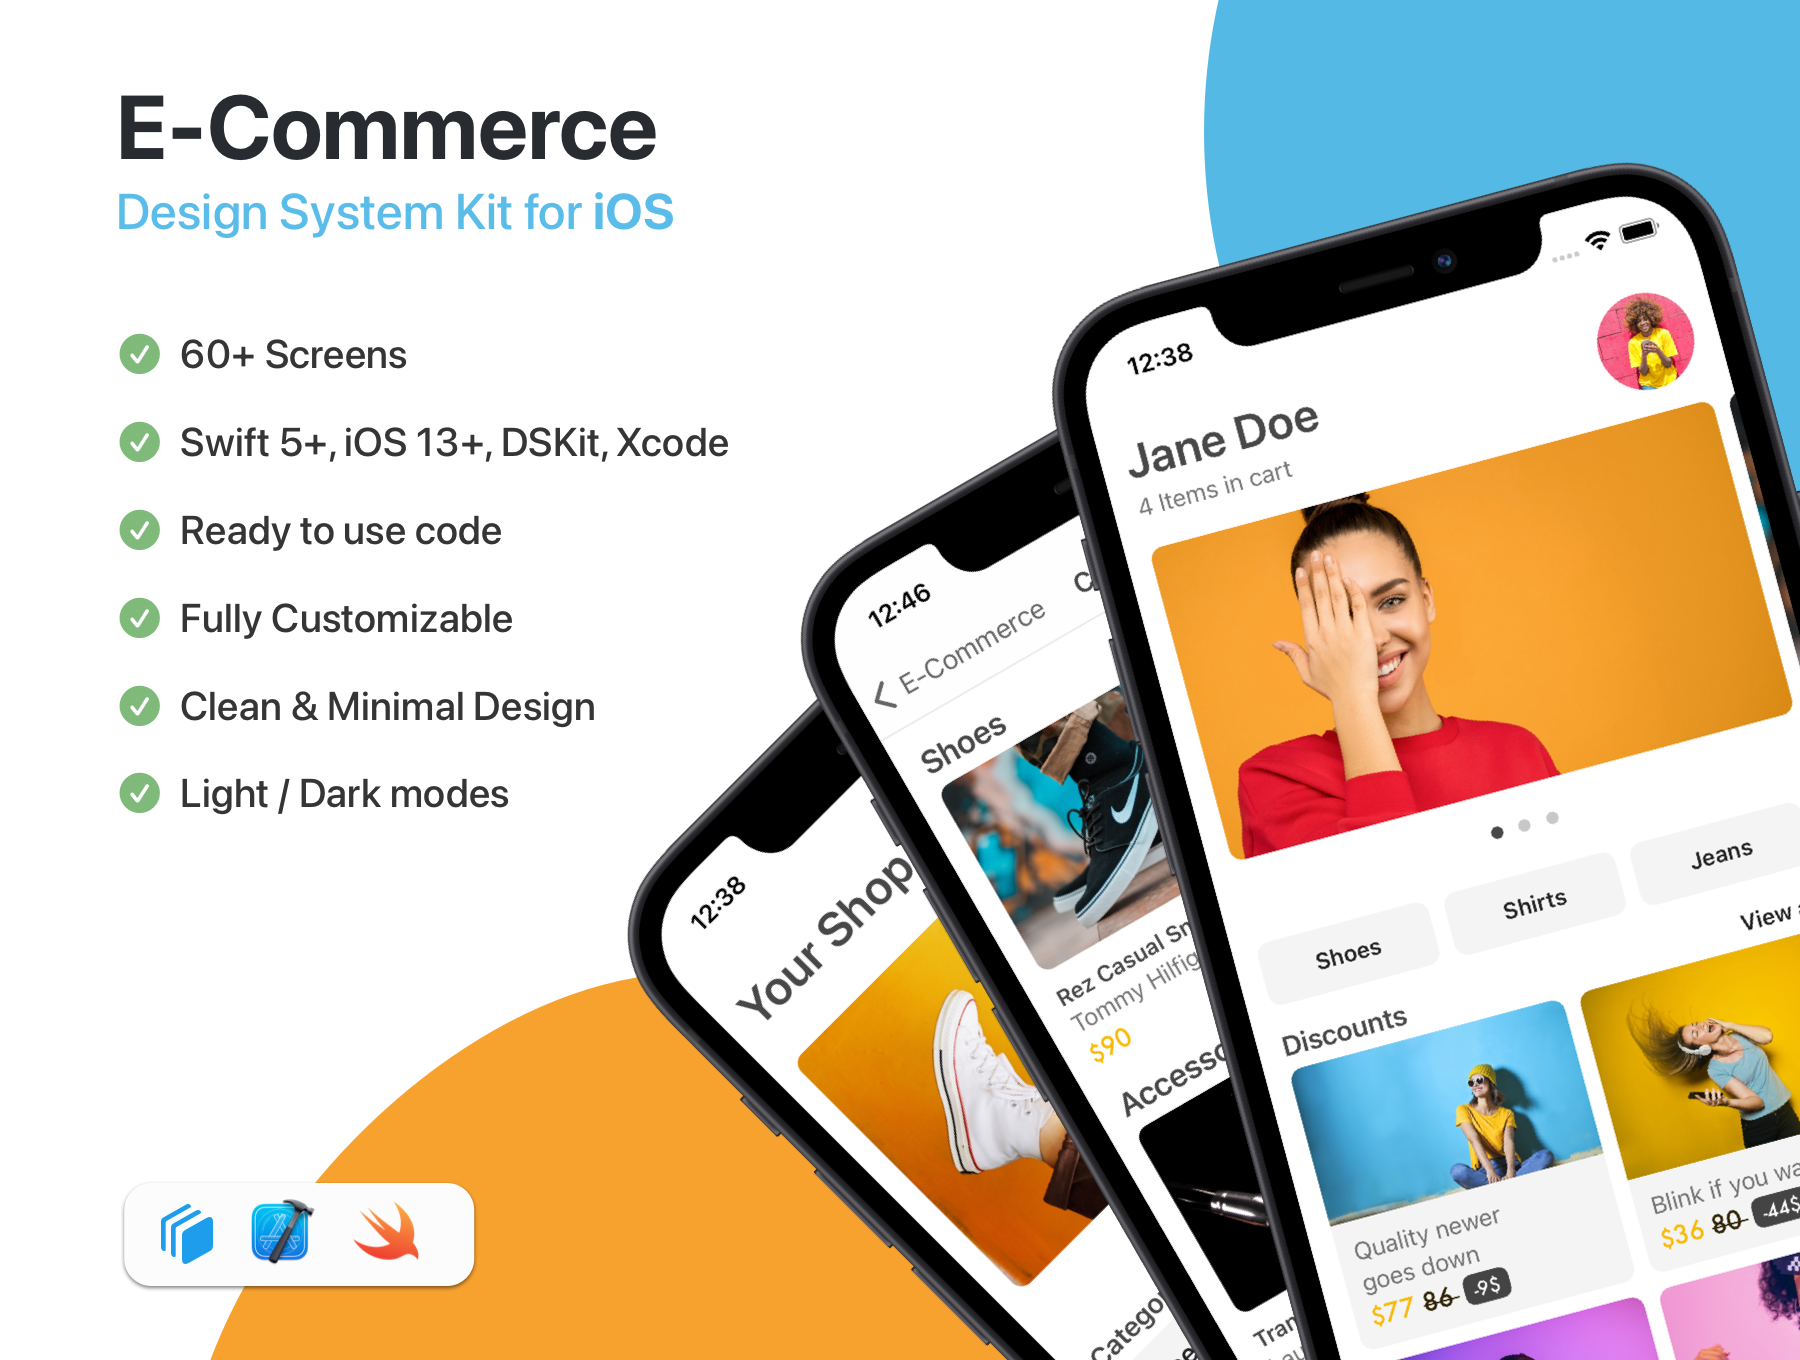 E-Commerce
Design System Kit for iOS
60+ Screens
Swift 5+, iOS 13+, DSKit, Xcode
Ready to use code
Fully Customizable
Clean & Minimal Design
Light / Dark modes
12:38
Your Shop
Catego
12:46
E-Commerce
Shoes
Rez Casual Sn
Tommy Hilfig
$90
Accesso
Tran
12:38
Jane Doe
4 Items in cart
Shoes
Shirts
Jeans
Discounts
View
Quality newer
goes down
$77 86 -9$
Blink if you wa
$36 80 -44$